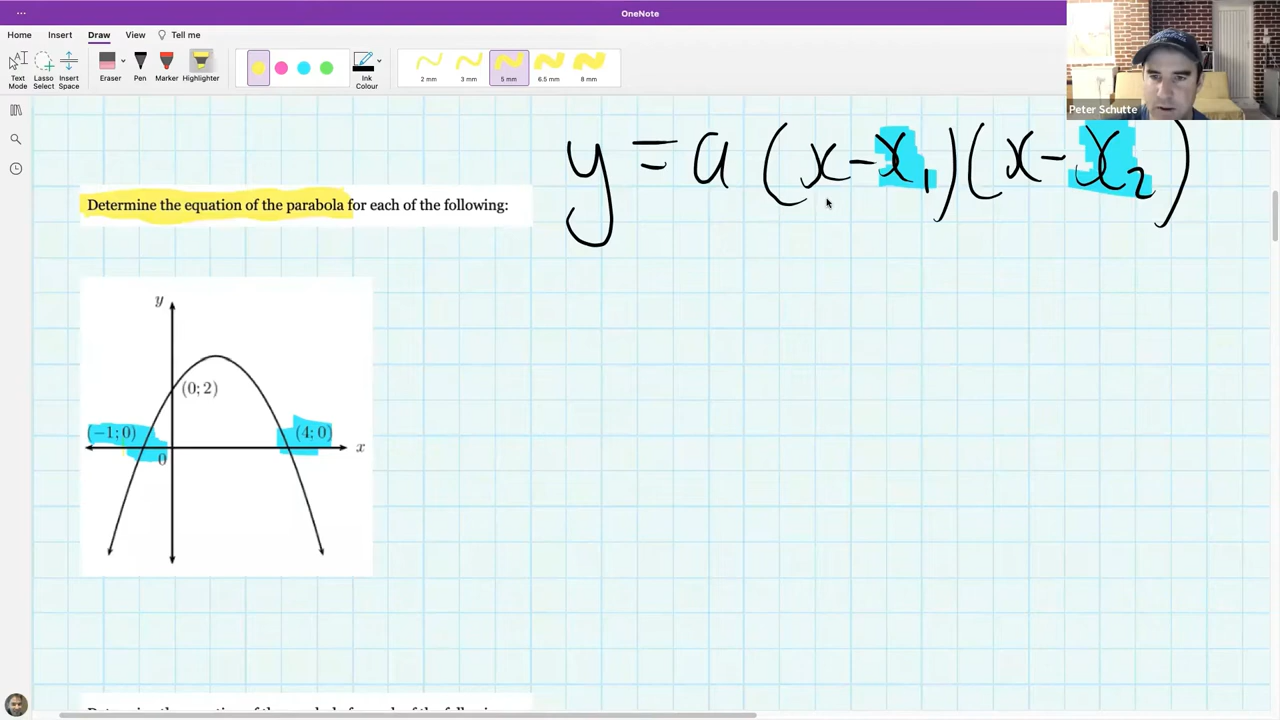 OneNote
Home Insert Draw View Tell me
Text Mode
Lasso Select
Insert Space
Eraser
Pen
Marker
Highlighter
2 mm
3 mm
5 mm
6.5 mm
8 mm
Colour
Peter Schutte
y = a (x - x₁)(x - x₂)
Determine the equation of the parabola for each of the following:
y
(0; 2)
(−1; 0)
(4; 0)
x
0